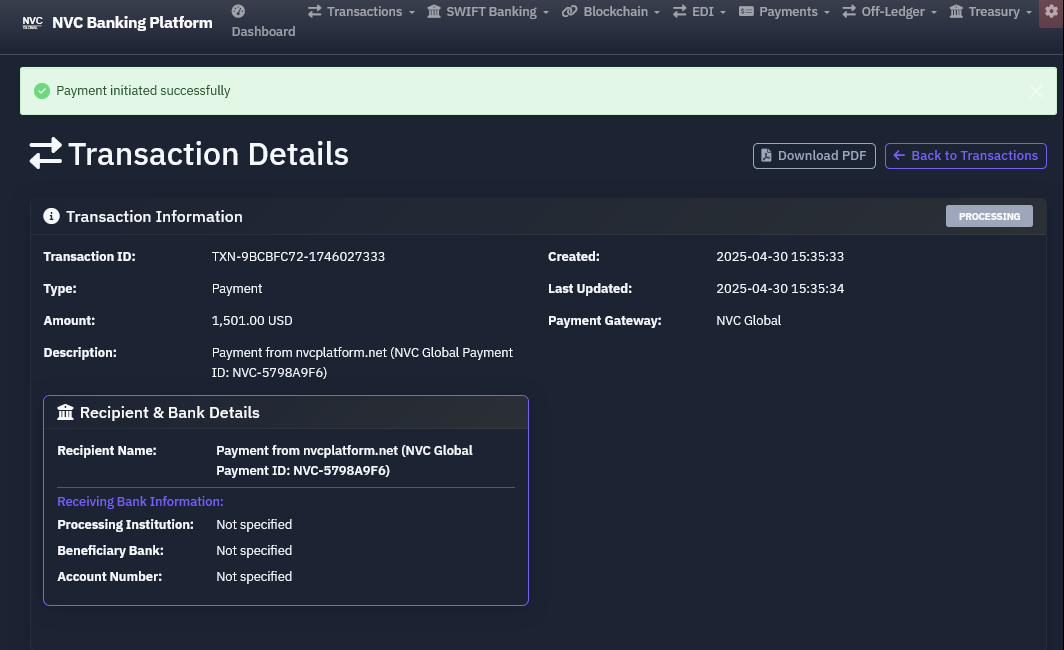 NVC NVC Banking Platform
GLOBAL
Dashboard
Transactions
SWIFT Banking
Blockchain
EDI
Payments
Off-Ledger
Treasury
Payment initiated successfully
Transaction Details
Download PDF
Back to Transactions
Transaction Information
PROCESSING
Transaction ID: TXN-9BCBFC72-1746027333
Type: Payment
Amount: 1,501.00 USD
Description: Payment from nvcplatform.net (NVC Global Payment
ID: NVC-5798A9F6)
Created: 2025-04-30 15:35:33
Last Updated: 2025-04-30 15:35:34
Payment Gateway: NVC Global
Recipient & Bank Details
Recipient Name: Payment from nvcplatform.net (NVC Global
Payment ID: NVC-5798A9F6)
Receiving Bank Information:
Processing Institution: Not specified
Beneficiary Bank: Not specified
Account Number: Not specified